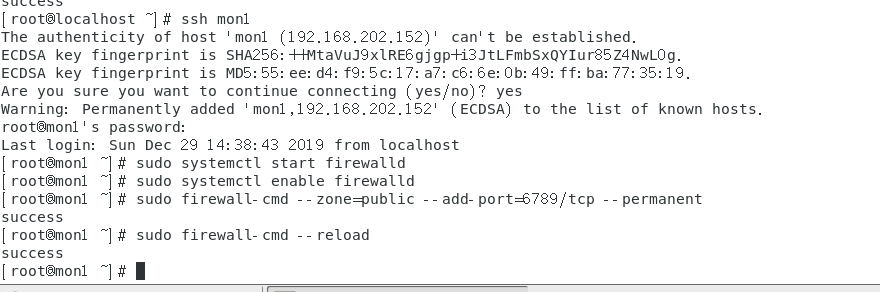 success
[root@localhost ~]# ssh mon1
The authenticity of host 'mon1 (192.168.202.152)' can't be established.
ECDSA key fingerprint is SHA256:++MtaVuJ9xlRE6gjgp+i3JtLFmbSxQYIur85Z4NwL0g.
ECDSA key fingerprint is MD5:55:ee:d4:f9:5c:17:a7:c6:6e:0b:49:ff:ba:77:35:19.
Are you sure you want to continue connecting (yes/no)? yes
Warning: Permanently added 'mon1,192.168.202.152' (ECDSA) to the list of known hosts.
root@mon1's password:
Last login: Sun Dec 29 14:38:43 2019 from localhost
[root@mon1 ~]# sudo systemctl start firewalld
[root@mon1 ~]# sudo systemctl enable firewalld
[root@mon1 ~]# sudo firewall-cmd --zone=public --add-port=6789/tcp --permanent
success
[root@mon1 ~]# sudo firewall-cmd --reload
success
[root@mon1 ~]#